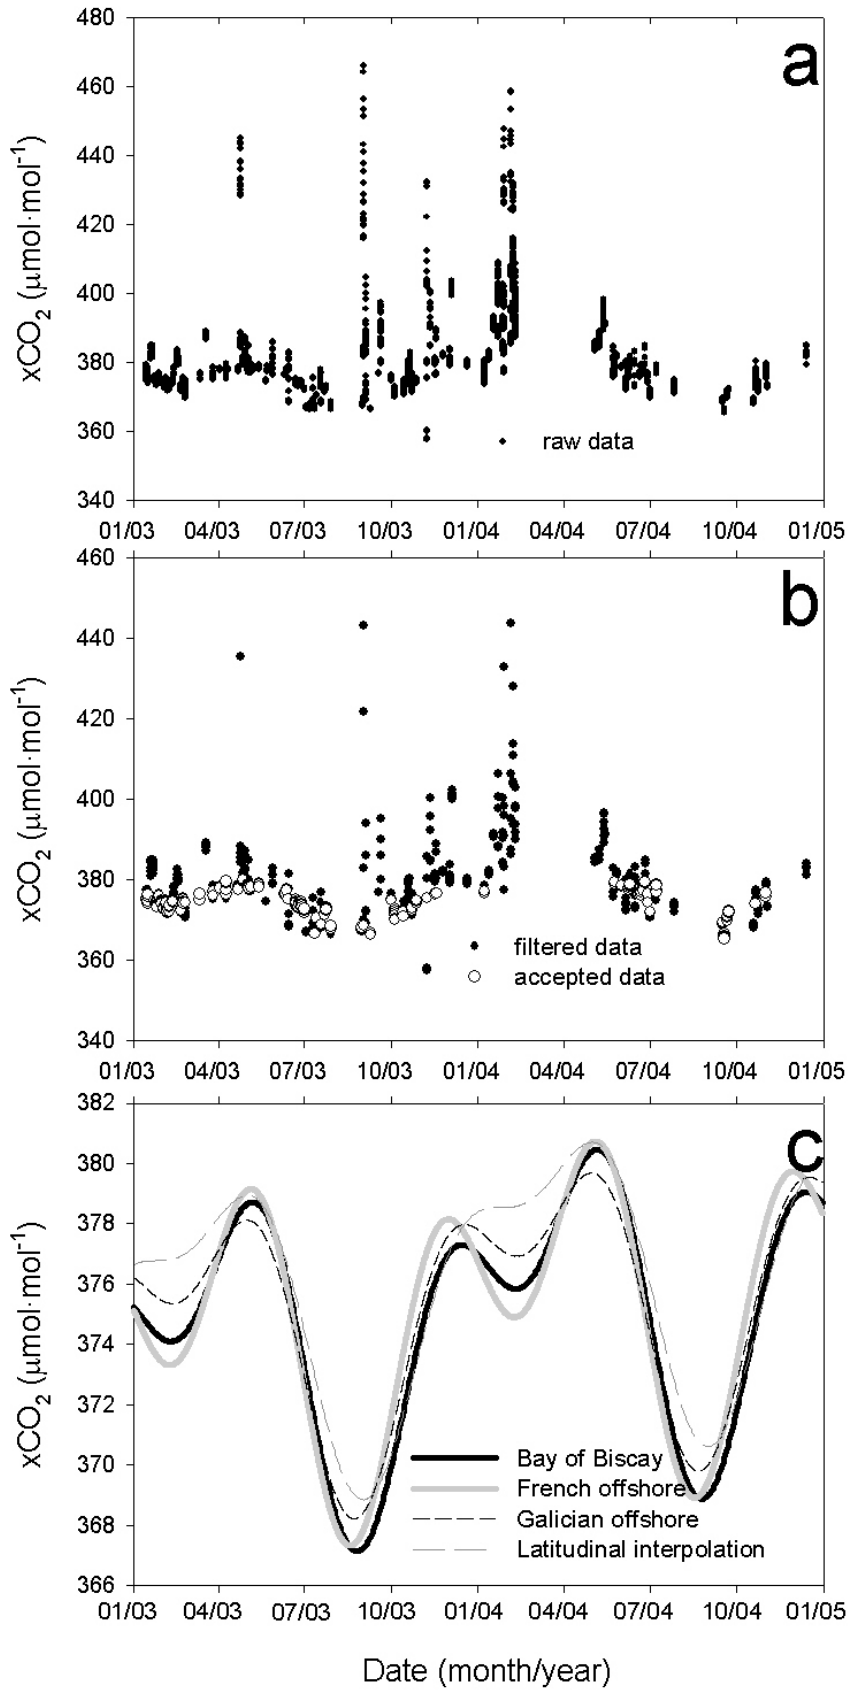 a
480
460
440
420
400
380
360
340
xCO₂ (μmol·mol⁻¹)
raw data
01/03 04/03 07/03 10/03 01/04 04/04 07/04 10/04 01/05
b
460
440
420
400
380
360
340
xCO₂ (μmol·mol⁻¹)
filtered data
accepted data
01/03 04/03 07/03 10/03 01/04 04/04 07/04 10/04 01/05
c
382
380
378
376
374
372
370
368
366
xCO₂ (μmol·mol⁻¹)
Bay of Biscay
French offshore
Galician offshore
Latitudinal interpolation
01/03 04/03 07/03 10/03 01/04 04/04 07/04 10/04 01/05
Date (month/year)